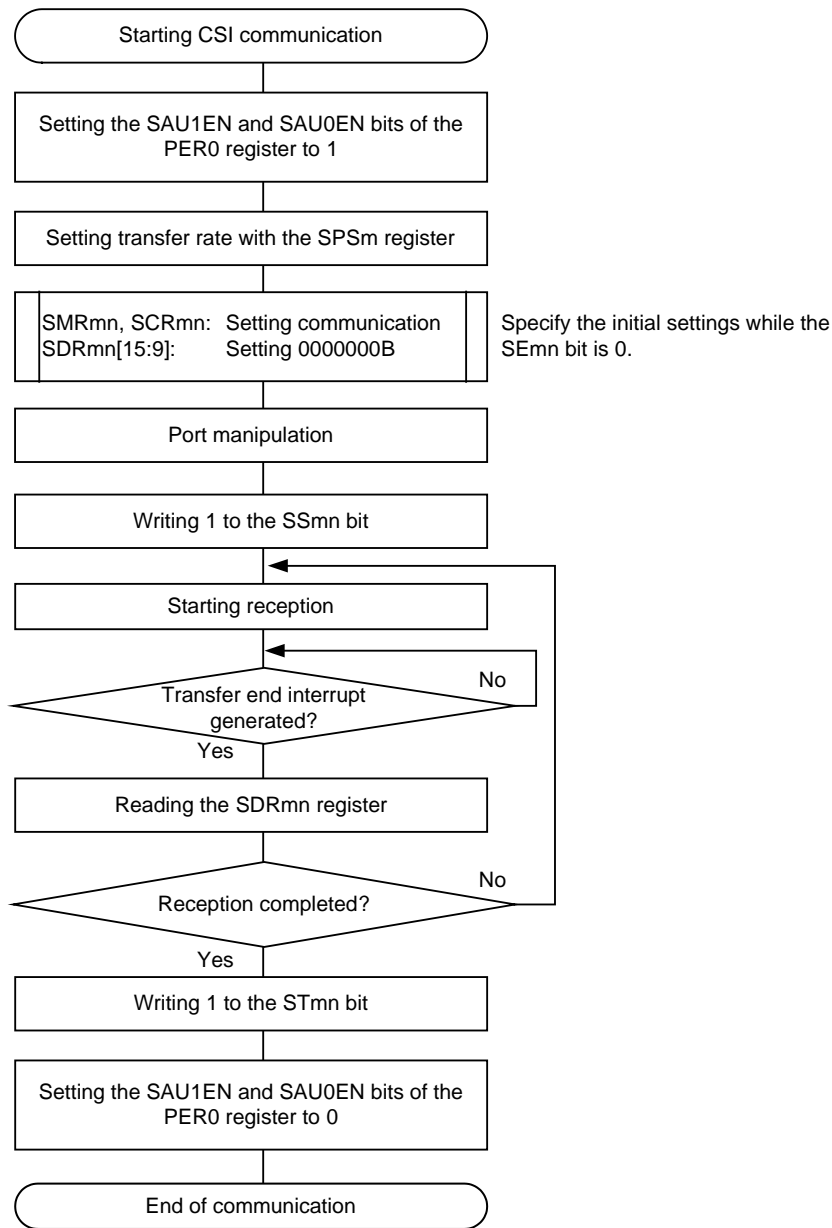 Starting CSI communication
Setting the SAU1EN and SAU0EN bits of the
PER0 register to 1
Setting transfer rate with the SPSm register
SMRmn, SCRmn: Setting communication
SDRmn[15:9]: Setting 0000000B
Specify the initial settings while the
SEmn bit is 0.
Port manipulation
Writing 1 to the SSmn bit
Starting reception
Transfer end interrupt
generated?
No
Yes
Reading the SDRmn register
Reception completed?
No
Yes
Writing 1 to the STmn bit
Setting the SAU1EN and SAU0EN bits of the
PER0 register to 0
End of communication